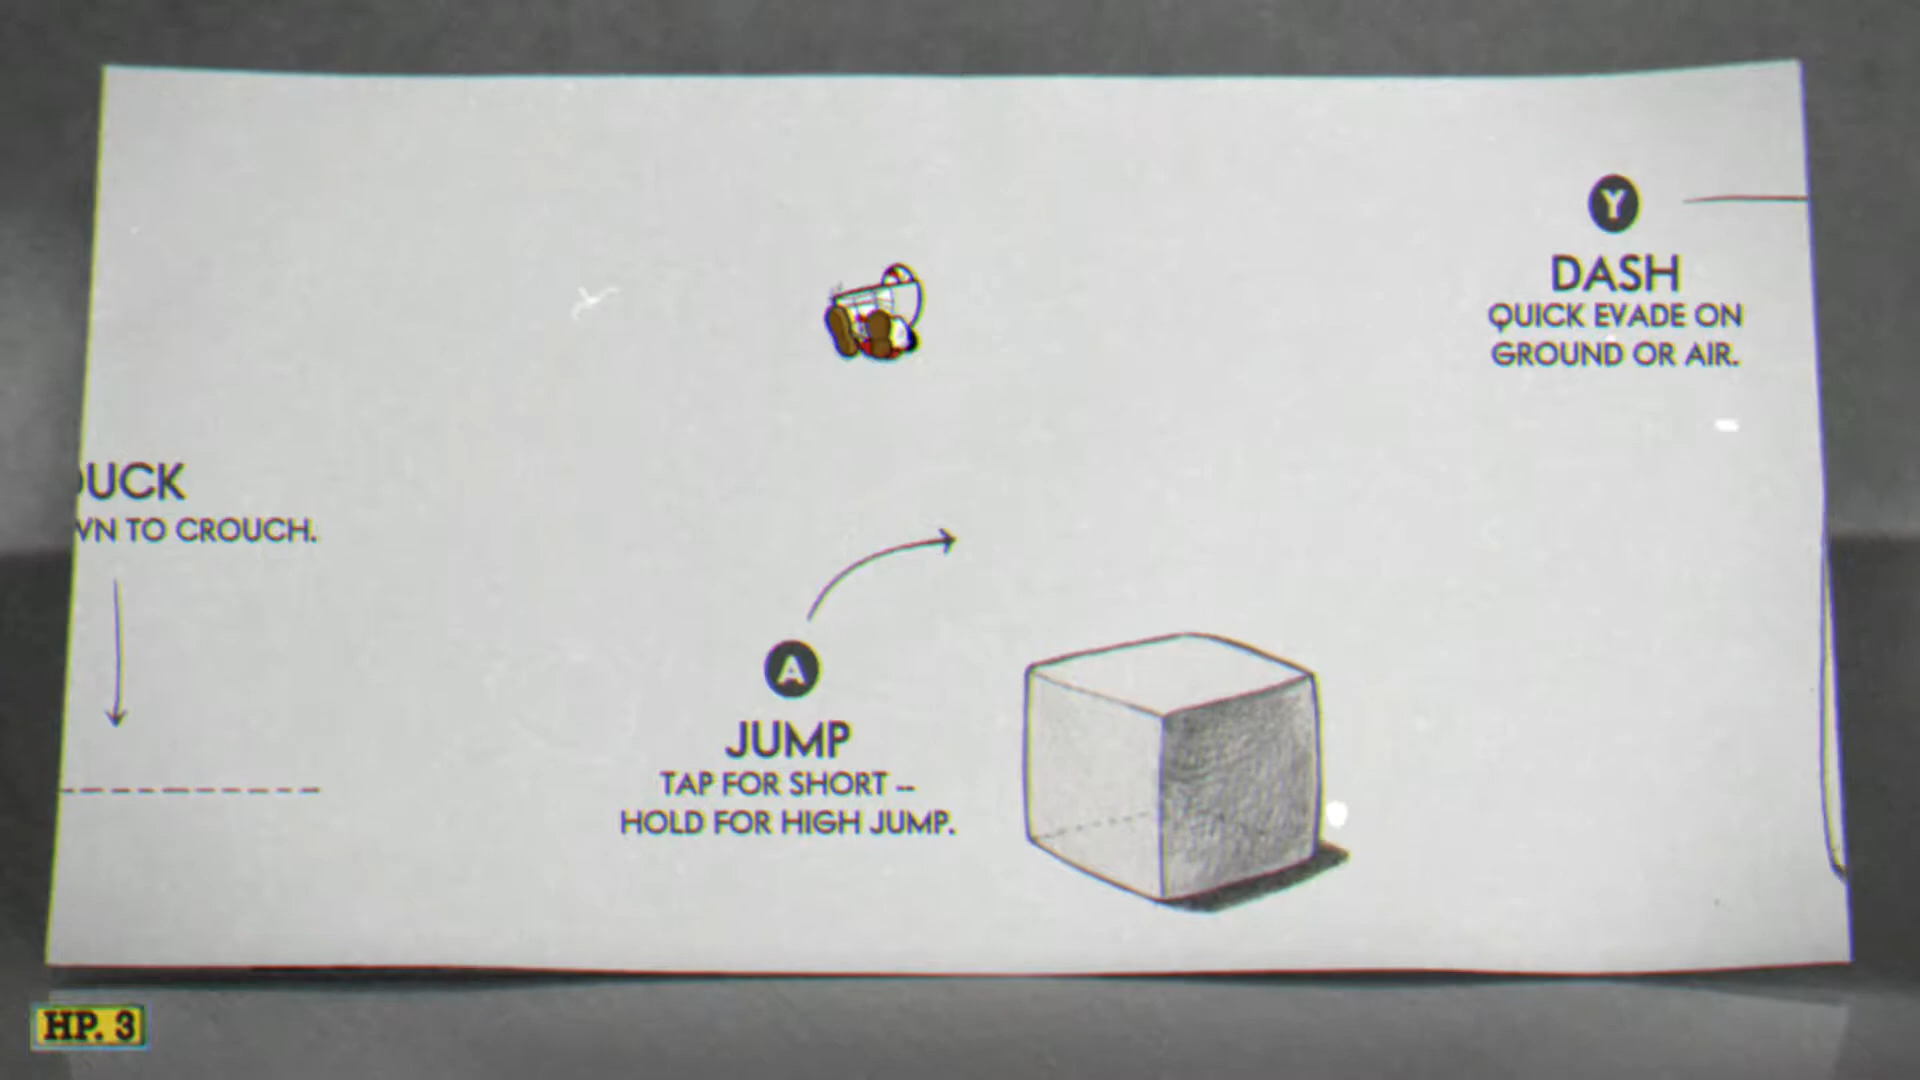 UCK
TO CROUCH.
A
JUMP
TAP FOR SHORT --
HOLD FOR HIGH JUMP.
Y
DASH
QUICK EVADE ON
GROUND OR AIR.
HP. 3